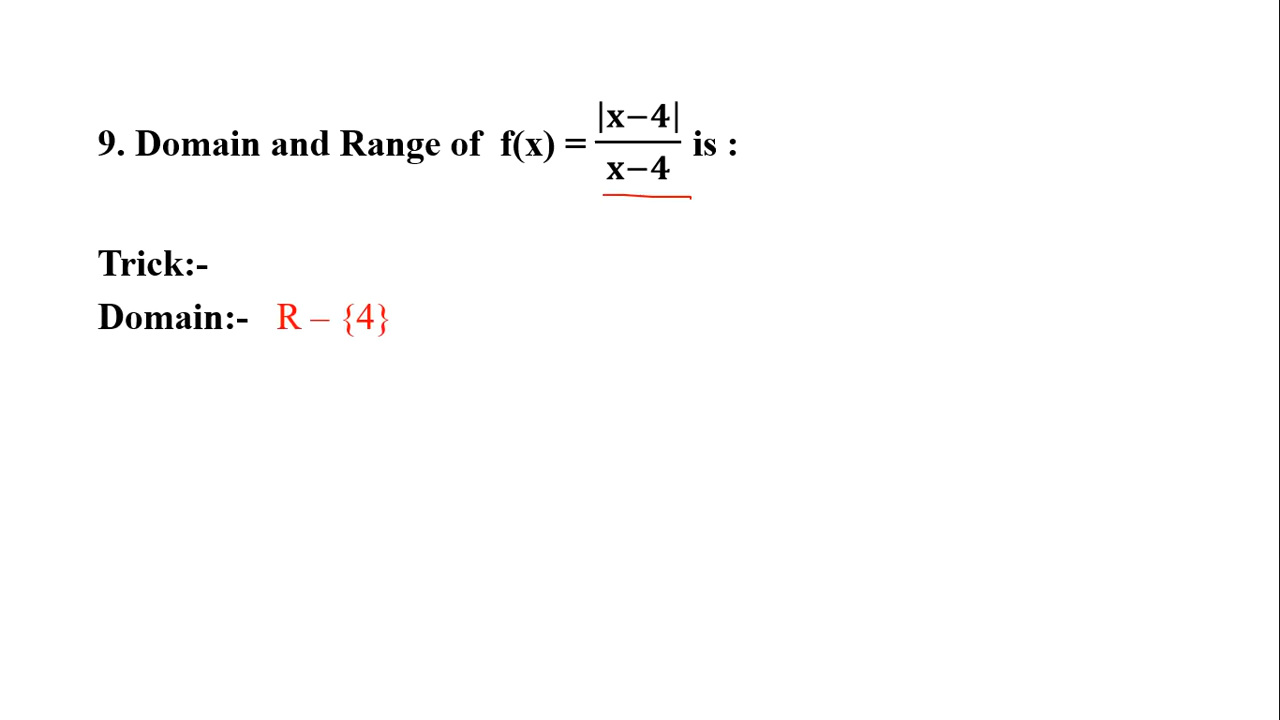 9. Domain and Range of f(x) = |x−4|/x−4 is :
Trick:-
Domain:- R – {4}